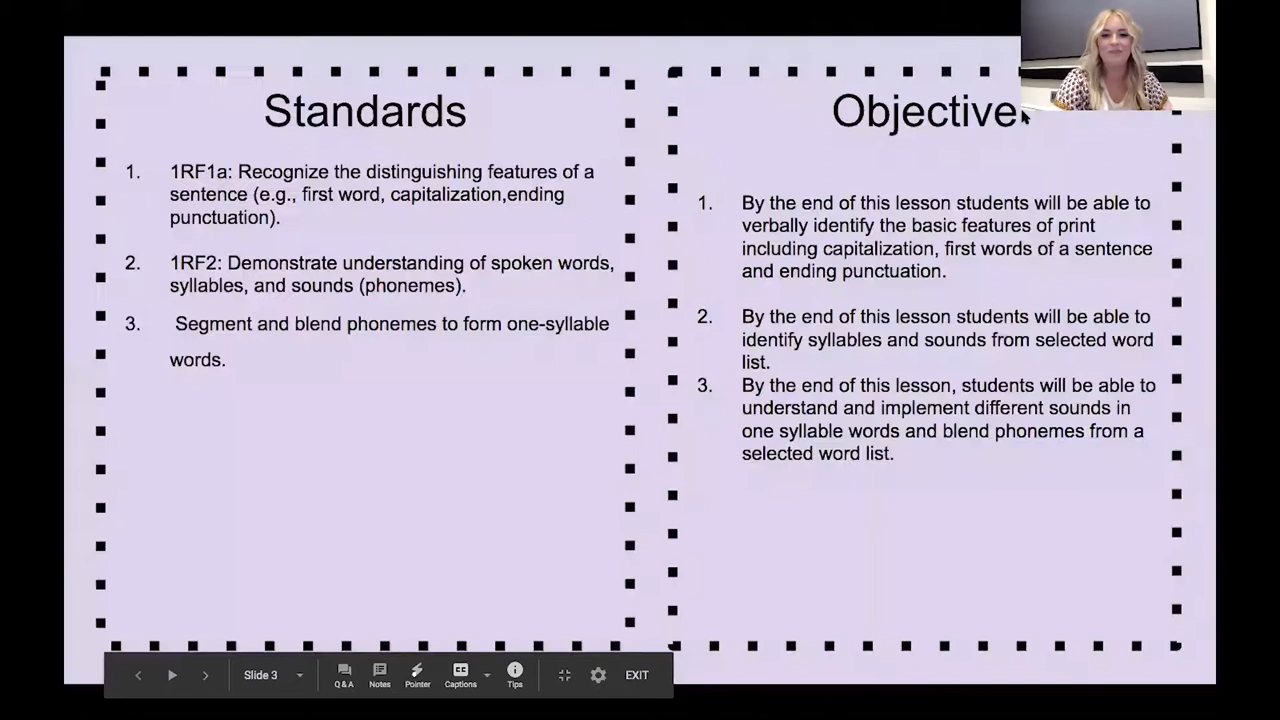 Standards
1. 1RF1a: Recognize the distinguishing features of a
sentence (e.g., first word, capitalization,ending
punctuation).
2. 1RF2: Demonstrate understanding of spoken words,
syllables, and sounds (phonemes).
3. Segment and blend phonemes to form one-syllable
words.
Objective
1. By the end of this lesson students will be able to
verbally identify the basic features of print
including capitalization, first words of a sentence
and ending punctuation.
2. By the end of this lesson students will be able to
identify syllables and sounds from selected word
list.
3. By the end of this lesson, students will be able to
understand and implement different sounds in
one syllable words and blend phonemes from a
selected word list.
Slide 3
Q&A
Notes
Pointer
CC
Captions
Tips
EXIT